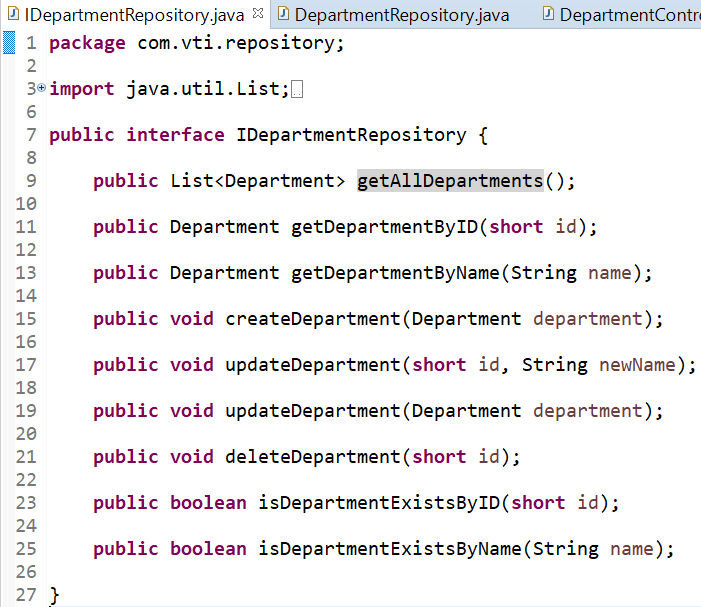 IDepartmentRepository.java DepartmentRepository.java DepartmentContr
1 package com.vti.repository;
2
3 import java.util.List;
6
7 public interface IDepartmentRepository {
8
9 public List<Department> getAllDepartments();
10
11 public Department getDepartmentByID(short id);
12
13 public Department getDepartmentByName(String name);
14
15 public void createDepartment(Department department);
16
17 public void updateDepartment(short id, String newName);
18
19 public void updateDepartment(Department department);
20
21 public void deleteDepartment(short id);
22
23 public boolean isDepartmentExistsByID(short id);
24
25 public boolean isDepartmentExistsByName(String name);
26
27 }